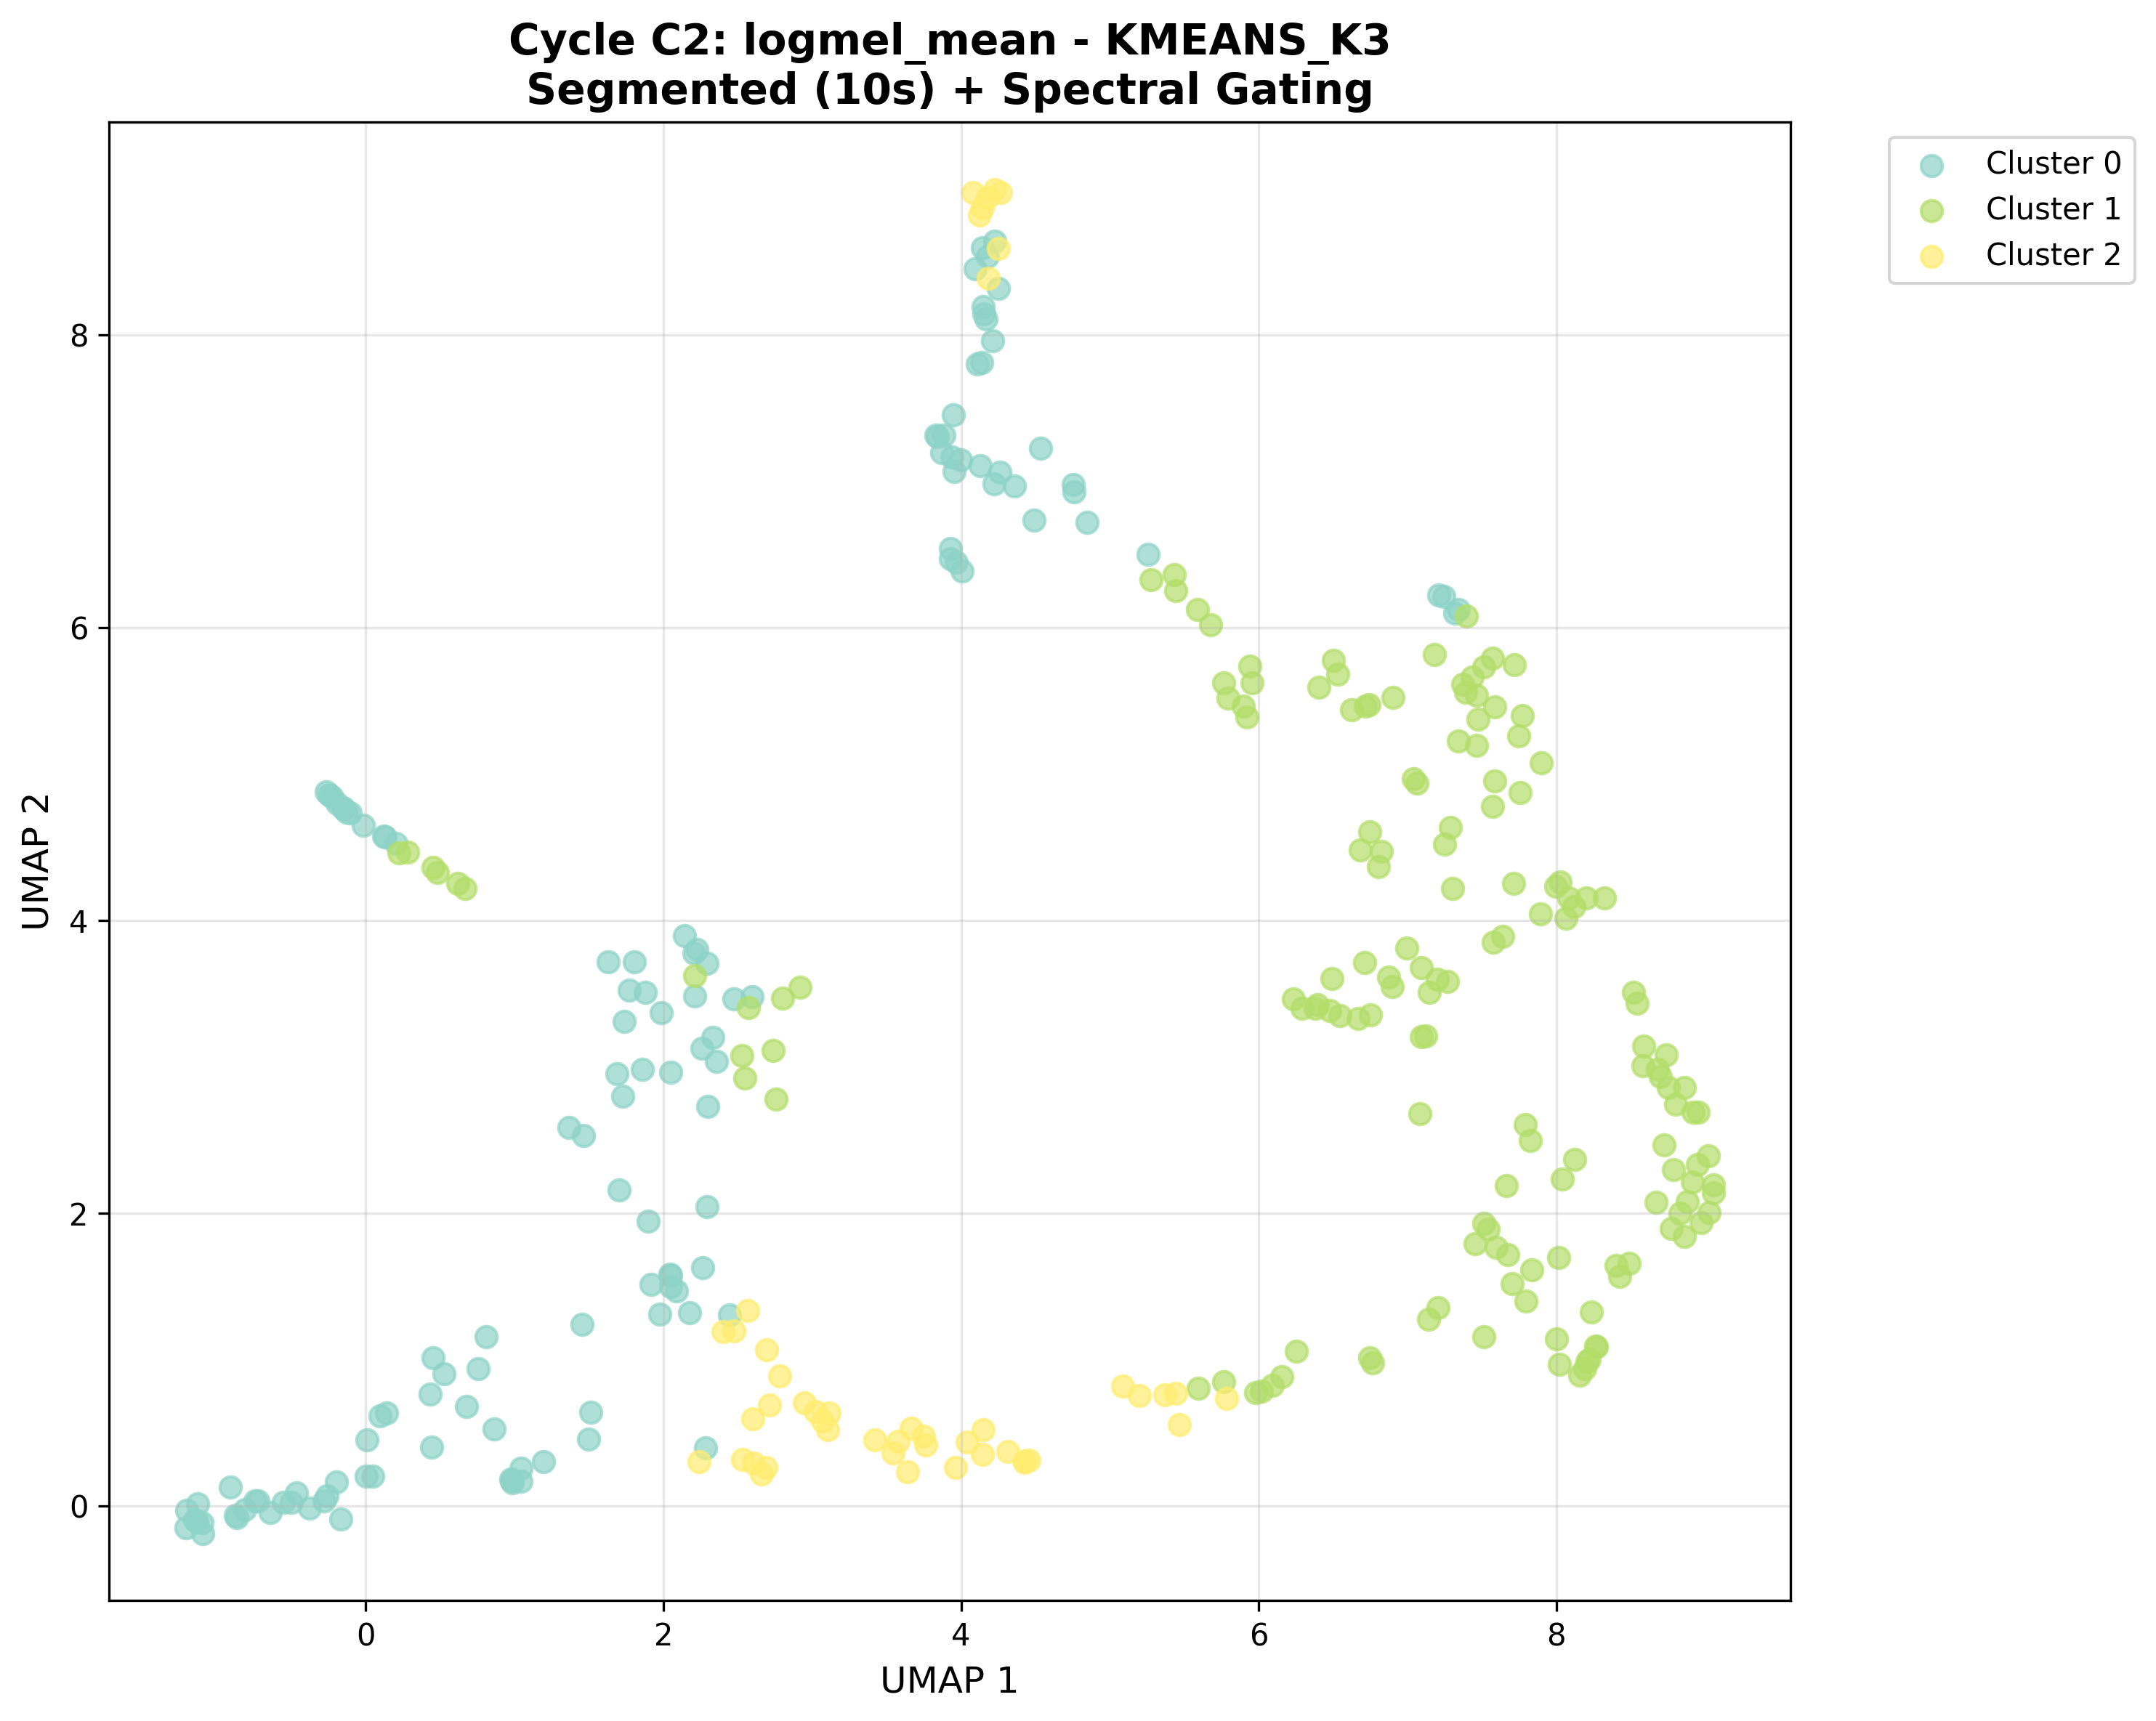 Cycle C2: logmel_mean - KMEANS_K3
Segmented (10s) + Spectral Gating
Cluster 0
Cluster 1
Cluster 2
8
6
4
2
0
UMAP 2
0 2 4 6 8
UMAP 1